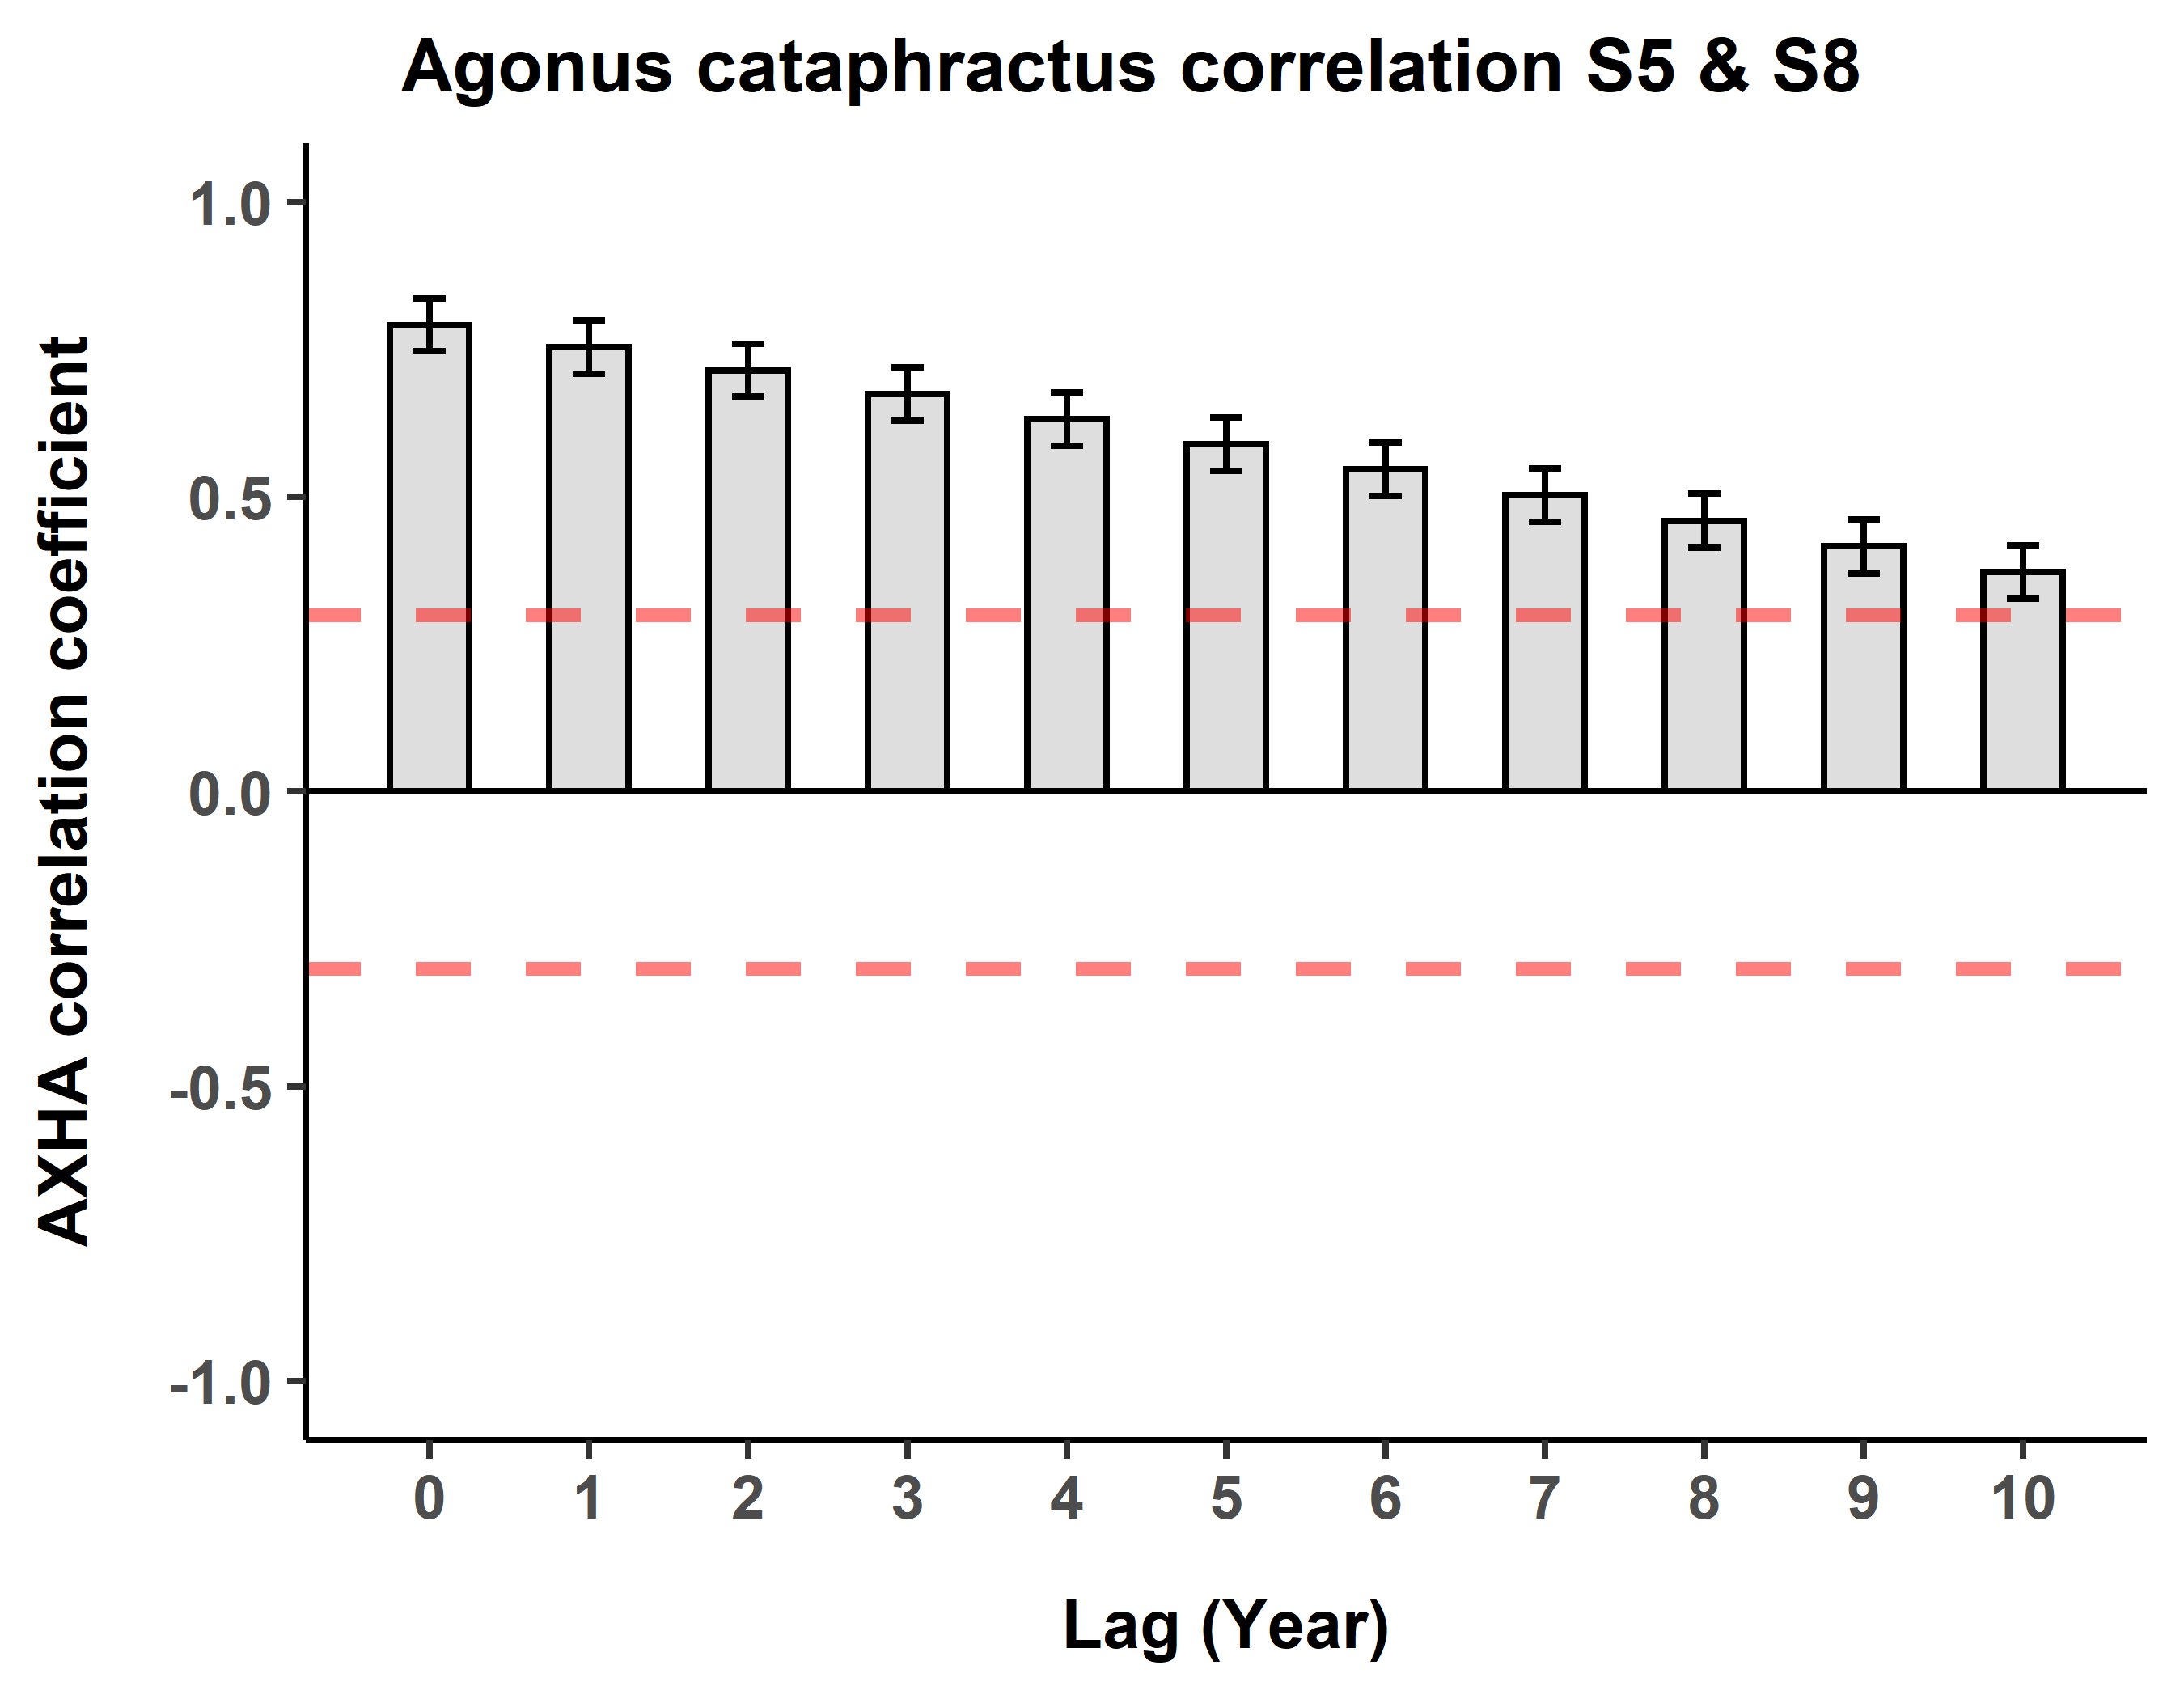 Agonus cataphractus correlation S5 & S8
AXHA correlation coefficient
1.0
0.5
0.0
-0.5
-1.0
0 1 2 3 4 5 6 7 8 9 10
Lag (Year)